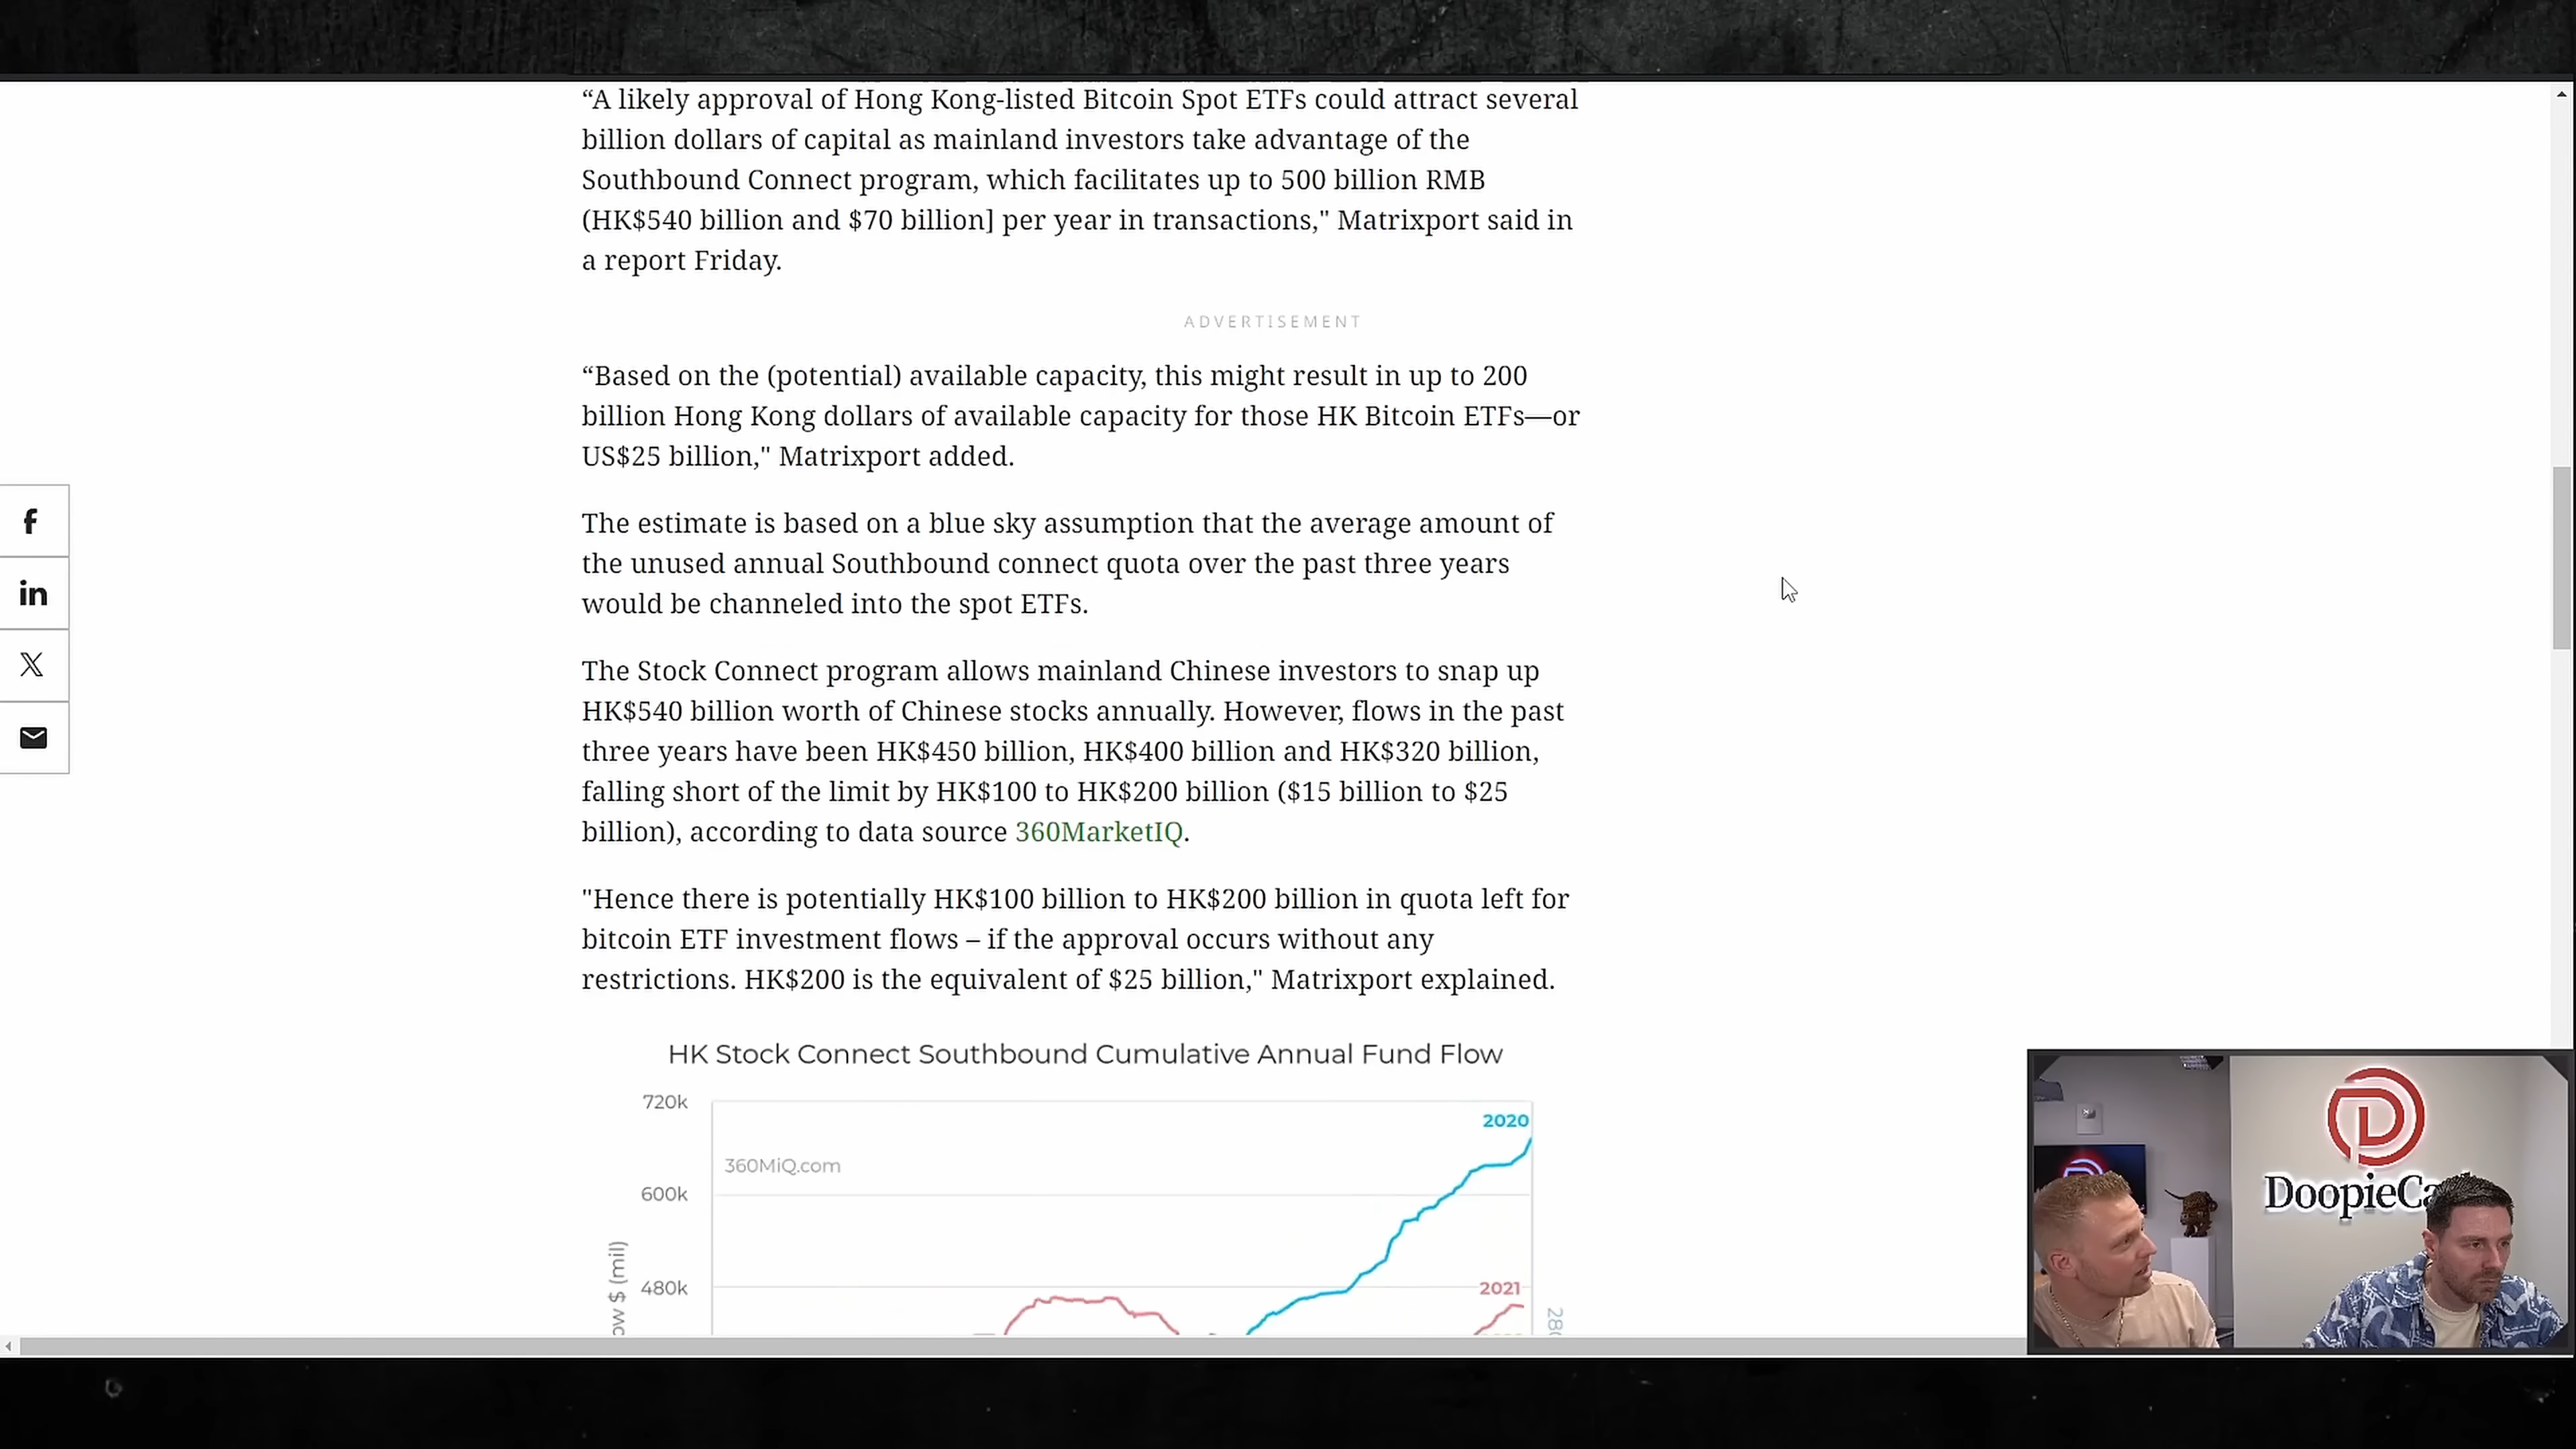 “A likely approval of Hong Kong-listed Bitcoin Spot ETFs could attract several
billion dollars of capital as mainland investors take advantage of the
Southbound Connect program, which facilitates up to 500 billion RMB
(HK$540 billion and $70 billion] per year in transactions," Matrixport said in
a report Friday.
ADVERTISEMENT
“Based on the (potential) available capacity, this might result in up to 200
billion Hong Kong dollars of available capacity for those HK Bitcoin ETFs—or
US$25 billion," Matrixport added.
The estimate is based on a blue sky assumption that the average amount of
the unused annual Southbound connect quota over the past three years
would be channeled into the spot ETFs.
The Stock Connect program allows mainland Chinese investors to snap up
HK$540 billion worth of Chinese stocks annually. However, flows in the past
three years have been HK$450 billion, HK$400 billion and HK$320 billion,
falling short of the limit by HK$100 to HK$200 billion ($15 billion to $25
billion), according to data source 360MarketIQ.
"Hence there is potentially HK$100 billion to HK$200 billion in quota left for
bitcoin ETF investment flows – if the approval occurs without any
restrictions. HK$200 is the equivalent of $25 billion," Matrixport explained.
HK Stock Connect Southbound Cumulative Annual Fund Flow
720k
2020
360MiQ.com
600k
480k
2021
$ (mil)
DoopieCa